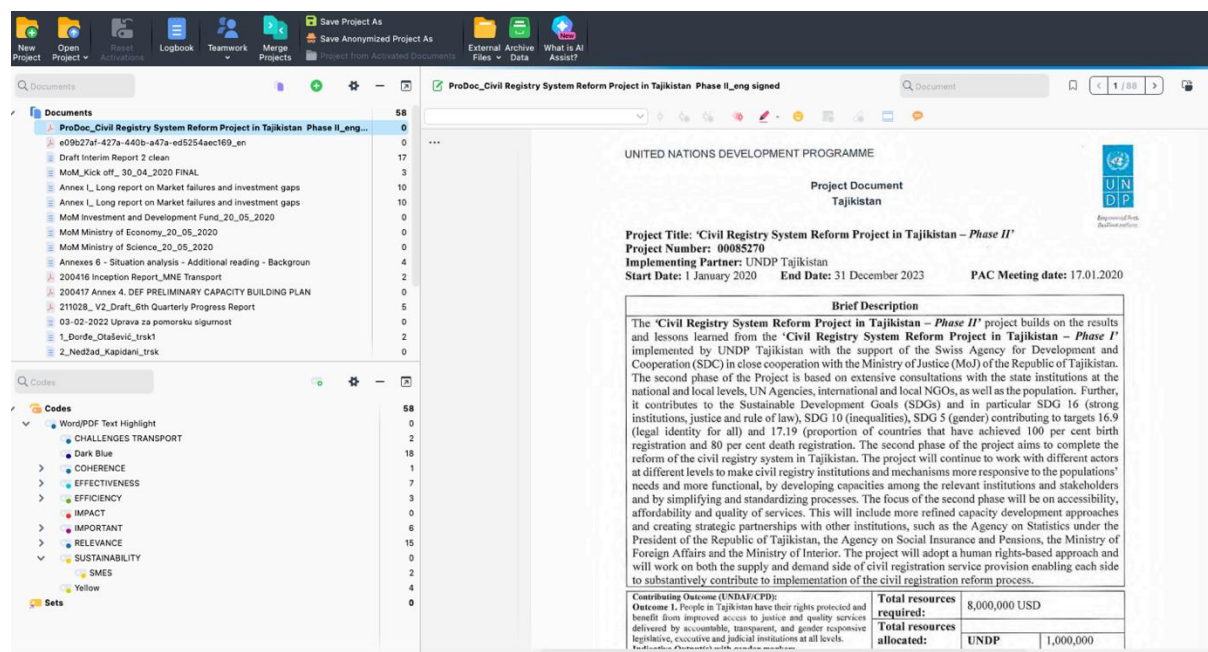 New Project
Open Project
Reset Activations
Logbook
Teamwork
Merge Projects
Save Project As
Save Anonymized Project As
Project from Activated Documents
External Files
Archive Data
New
What is AI Assist?
Documents
Documents 58
ProDoc_Civil Registry System Reform Project in Tajikistan Phase II_eng... 0
e09b27af-427a-440b-a47a-ed5254aec169_en 0
Draft Interim Report 2 clean 17
MoM_Kick off_ 30_04_2020 FINAL 3
Annex I_ Long report on Market failures and investment gaps 10
Annex I_ Long report on Market failures and investment gaps 10
MoM Investment and Development Fund_20_05_2020 0
MoM Ministry of Economy_20_05_2020 0
MoM Ministry of Science_20_05_2020 0
Annexes 6 - Situation analysis - Additional reading - Backgroun 4
200416 Inception Report_MNE Transport 2
200417 Annex 4. DEF PRELIMINARY CAPACITY BUILDING PLAN 0
211028_ V2_Draft_6th Quarterly Progress Report 5
03-02-2022 Uprava za pomorsku sigurnost 0
1_Đorđe_Otašević_trsk1 2
2_Nedžad_Kapidani_trsk 0
Codes
Codes 58
Word/PDF Text Highlight 0
CHALLENGES TRANSPORT 2
Dark Blue 18
COHERENCE 1
EFFECTIVENESS 7
EFFICIENCY 3
IMPACT 0
IMPORTANT 6
RELEVANCE 15
SUSTAINABILITY 0
SMES 2
Yellow 4
Sets 0
ProDoc_Civil Registry System Reform Project in Tajikistan Phase II_eng signed
Document
1 / 88
UNITED NATIONS DEVELOPMENT PROGRAMME
U N
D P
Project Document
Tajikistan
Project Title: 'Civil Registry System Reform Project in Tajikistan – Phase II'
Project Number: 00085270
Implementing Partner: UNDP Tajikistan
Start Date: 1 January 2020 End Date: 31 December 2023 PAC Meeting date: 17.01.2020
Brief Description
The 'Civil Registry System Reform Project in Tajikistan – Phase II' project builds on the results
and lessons learned from the 'Civil Registry System Reform Project in Tajikistan - Phase I'
implemented by UNDP Tajikistan with the support of the Swiss Agency for Development and
Cooperation (SDC) in close cooperation with the Ministry of Justice (MoJ) of the Republic of Tajikistan.
The second phase of the Project is based on extensive consultations with the state institutions at the
national and local levels, UN Agencies, international and local NGOs, as well as the population. Further,
it contributes to the Sustainable Development Goals (SDGs) and in particular SDG 16 (strong
institutions, justice and rule of law), SDG 10 (inequalities), SDG 5 (gender) contributing to targets 16.9
(legal identity for all) and 17.19 (proportion of countries that have achieved 100 per cent birth
registration and 80 per cent death registration. The second phase of the project aims to complete the
reform of the civil registry system in Tajikistan. The project will continue to work with different actors
at different levels to make civil registry institutions and mechanisms more responsive to the populations'
needs and more functional, by developing capacities among the relevant institutions and stakeholders
and by simplifying and standardizing processes. The focus of the second phase will be on accessibility,
affordability and quality of services. This will include more refined capacity development approaches
and creating strategic partnerships with other institutions, such as the Agency on Statistics under the
President of the Republic of Tajikistan, the Agency on Social Insurance and Pensions, the Ministry of
Foreign Affairs and the Ministry of Interior. The project will adopt a human rights-based approach and
will work on both the supply and demand side of civil registration service provision enabling each side
to substantively contribute to implementation of the civil registration reform process.
Contributing Outcome (UNDAF/CPD):
Outcome 1. People in Tajikistan have their rights protected and
benefit from improved access to justice and quality services
delivered by accountable, transparent, and gender responsive
legislative, executive and judicial institutions at all levels.
Total resources required: 8,000,000 USD
Total resources allocated: UNDP 1,000,000